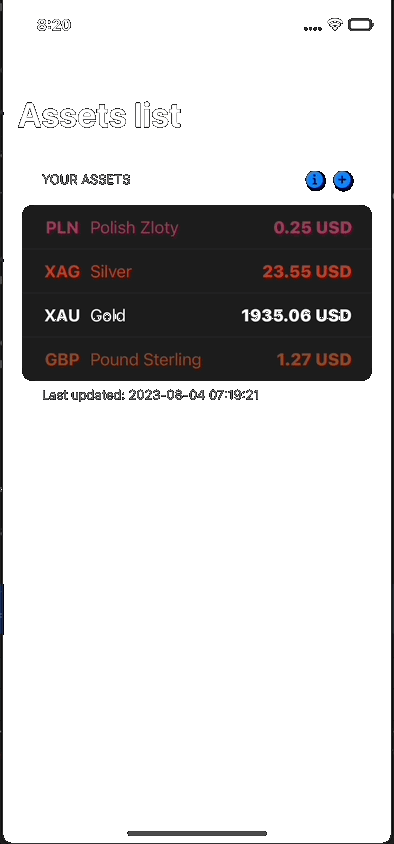 8:20
Assets list
YOUR ASSETS
PLN Polish Zloty 0.25 USD
XAG Silver 23.55 USD
XAU Gold 1935.06 USD
GBP Pound Sterling 1.27 USD
Last updated: 2023-08-04 07:19:21